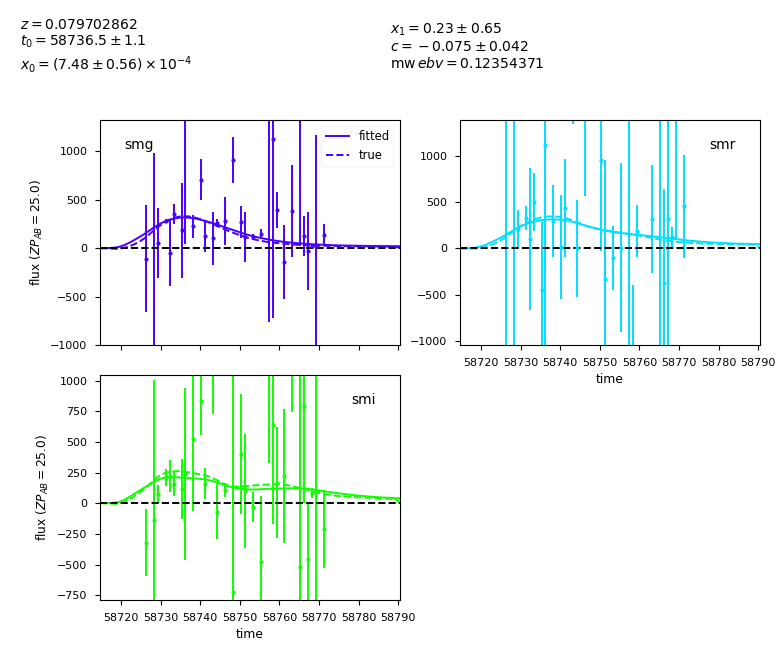 z = 0.079702862
t₀ = 58736.5 ± 1.1
x₀ = (7.48 ± 0.56) × 10⁻⁴
x₁ = 0.23 ± 0.65
c = −0.075 ± 0.042
mw ebv = 0.12354371
smg
fitted
true
1000
500
0
−500
−1000
flux (ZP_AB = 25.0)
smr
1000
500
0
−500
−1000
58720 58730 58740 58750 58760 58770 58780 58790
time
smi
1000
750
500
250
0
−250
−500
−750
flux (ZP_AB = 25.0)
58720 58730 58740 58750 58760 58770 58780 58790
time